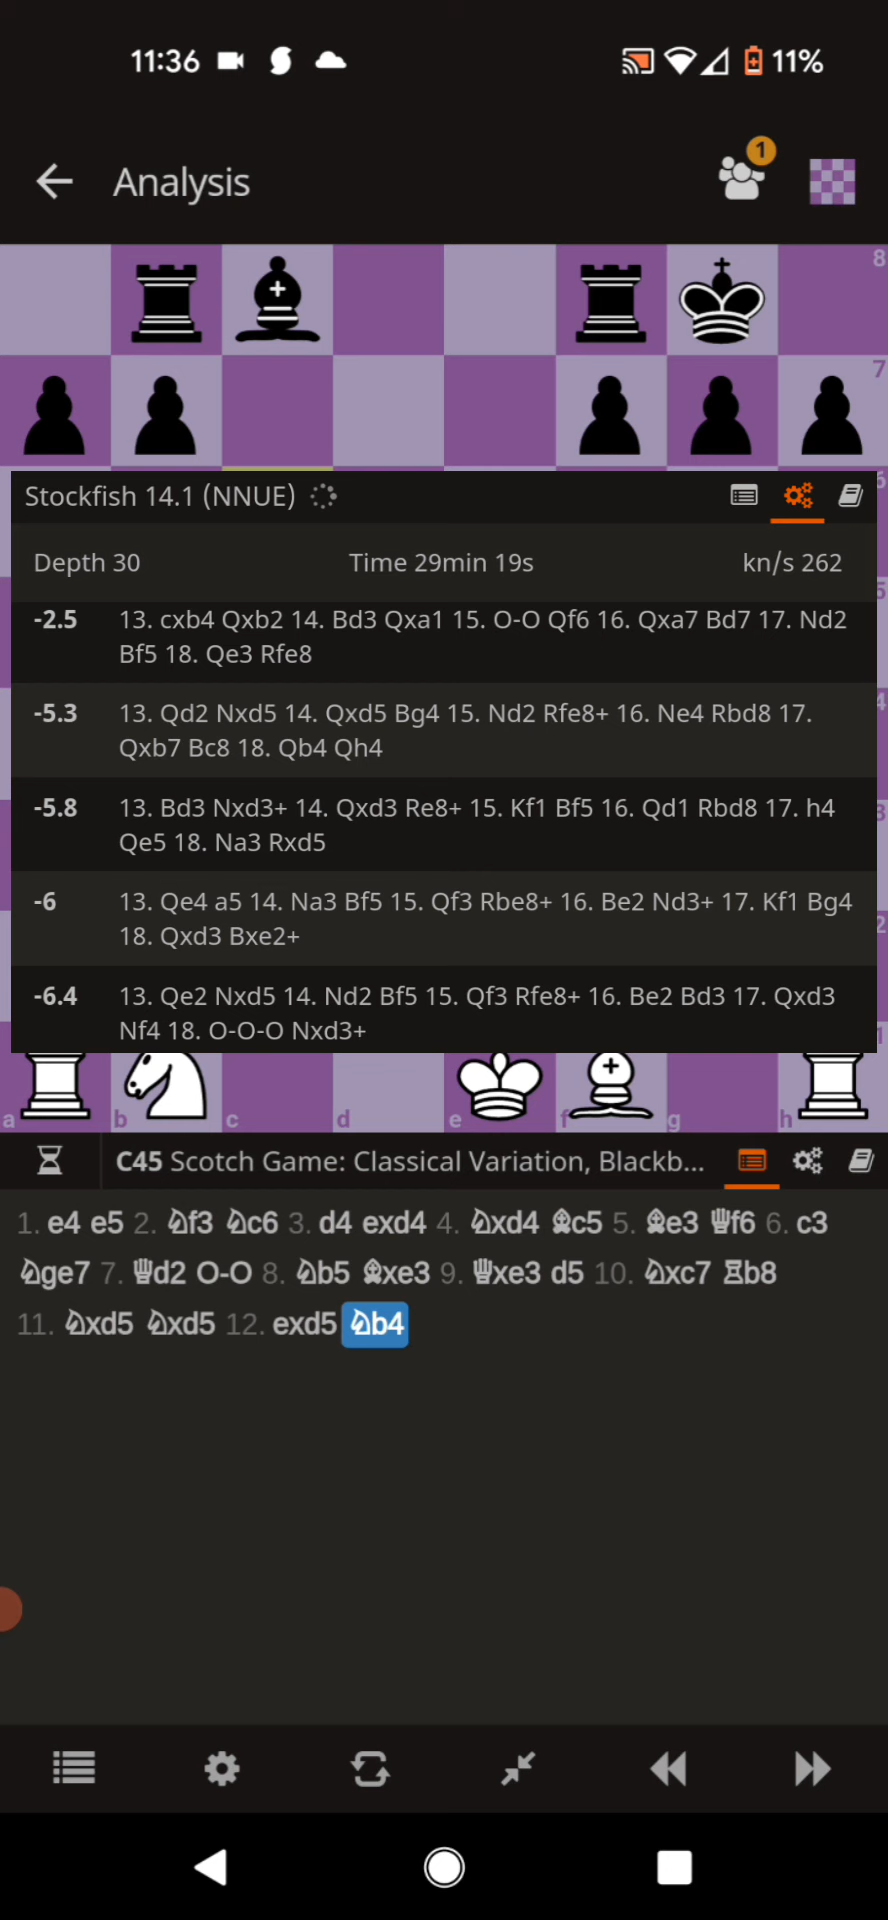 11:36 11%
Analysis 1
8
7
6
Stockfish 14.1 (NNUE)
Depth 30 Time 29min 19s kn/s 262
-2.5 13. cxb4 Qxb2 14. Bd3 Qxa1 15. O-O Qf6 16. Qxa7 Bd7 17. Nd2
Bf5 18. Qe3 Rfe8
5
-5.3 13. Qd2 Nxd5 14. Qxd5 Bg4 15. Nd2 Rfe8+ 16. Ne4 Rbd8 17.
Qxb7 Bc8 18. Qb4 Qh4
4
-5.8 13. Bd3 Nxd3+ 14. Qxd3 Re8+ 15. Kf1 Bf5 16. Qd1 Rbd8 17. h4
Qe5 18. Na3 Rxd5
3
-6 13. Qe4 a5 14. Na3 Bf5 15. Qf3 Rbe8+ 16. Be2 Nd3+ 17. Kf1 Bg4
18. Qxd3 Bxe2+
2
-6.4 13. Qe2 Nxd5 14. Nd2 Bf5 15. Qf3 Rfe8+ 16. Be2 Bd3 17. Qxd3
Nf4 18. O-O-O Nxd3+
1
a b c d e f g h
C45 Scotch Game: Classical Variation, Blackb...
1. e4 e5 2. ♘f3 ♘c6 3. d4 exd4 4. ♘xd4 ♗c5 5. ♗e3 ♕f6 6. c3
♘ge7 7. ♕d2 O-O 8. ♘b5 ♗xe3 9. ♕xe3 d5 10. ♘xc7 ♖b8
11. ♘xd5 ♘xd5 12. exd5 ♘b4